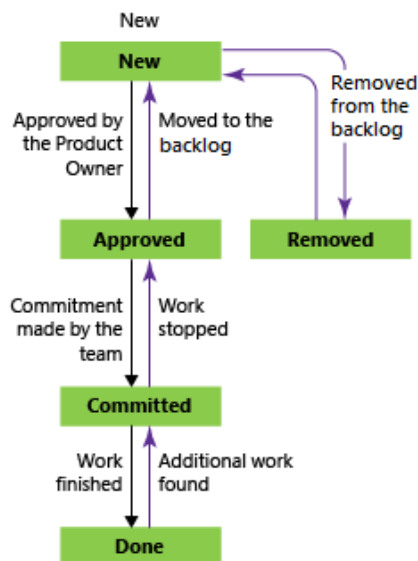 New
New
Removed
from the
backlog
Approved by
the Product
Owner
Moved to the
backlog
Approved
Removed
Commitment
made by the
team
Work
stopped
Committed
Work
finished
Additional work
found
Done